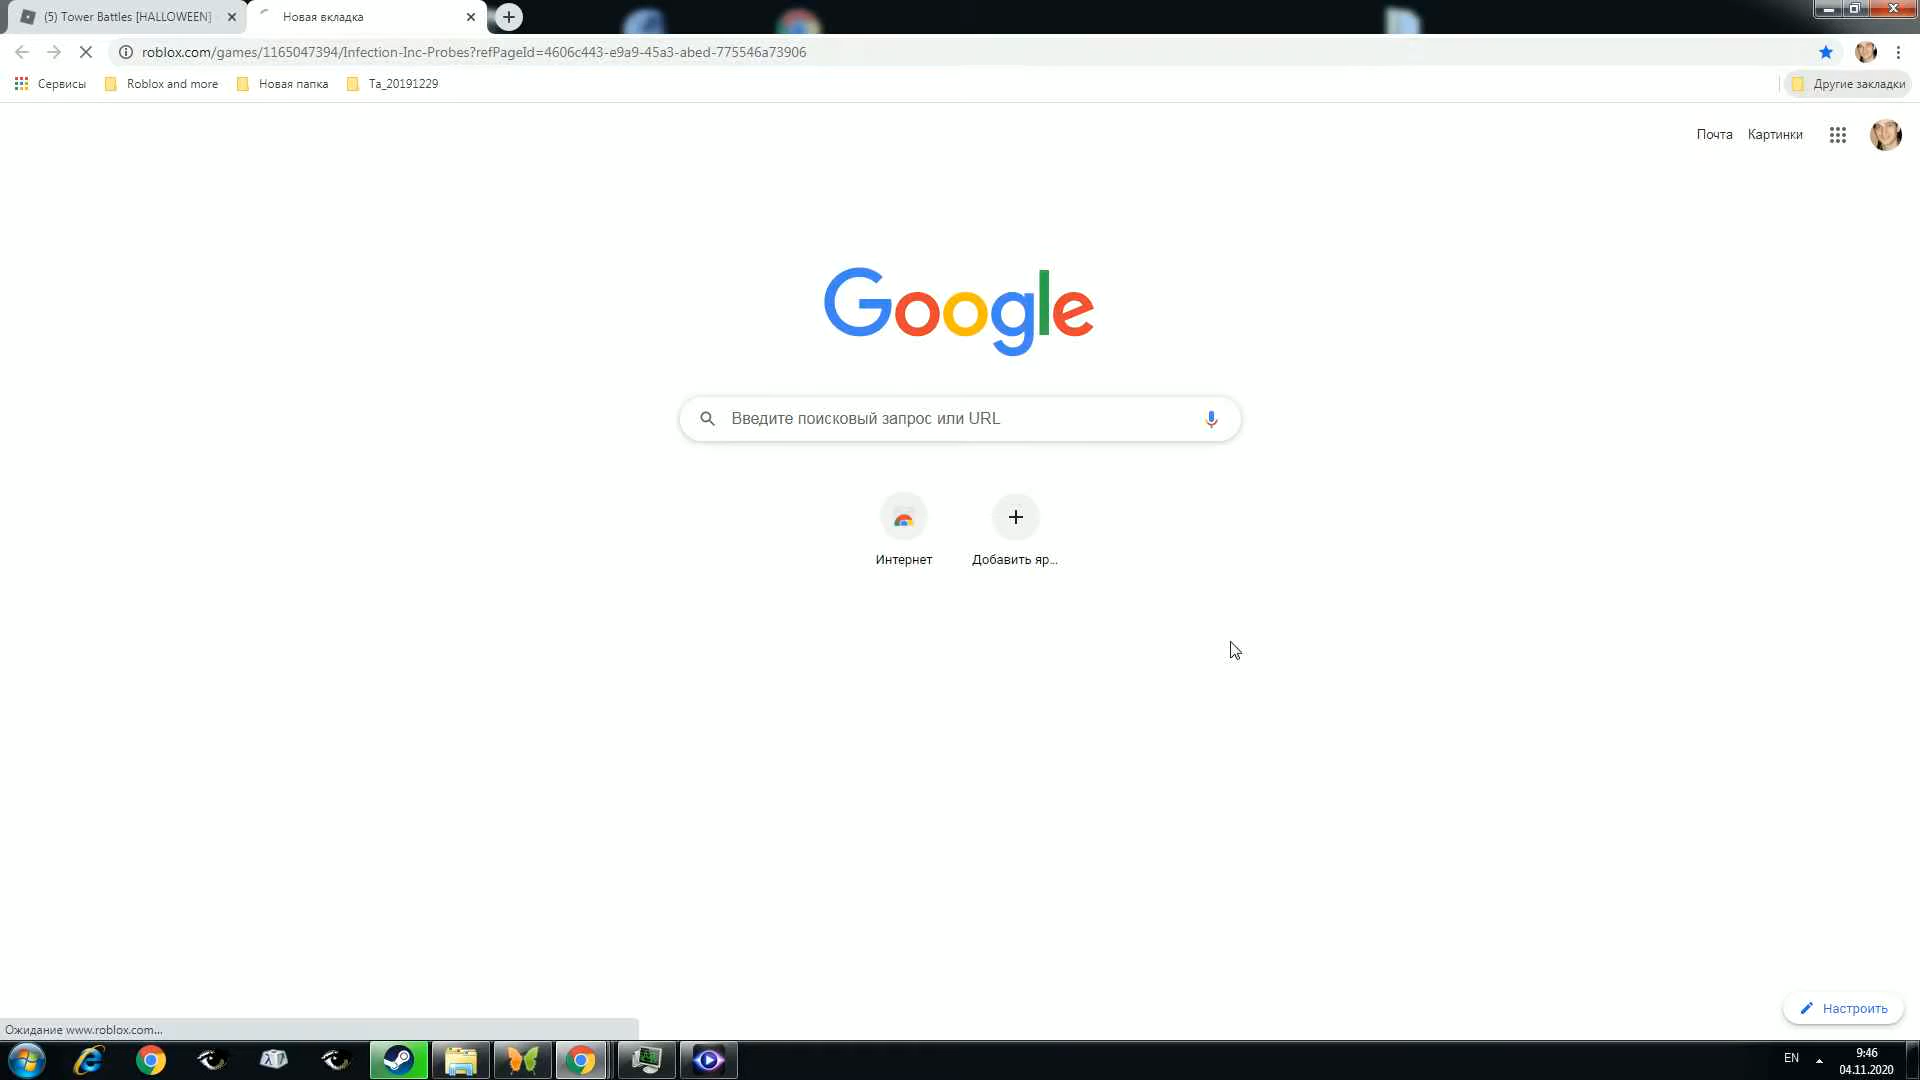 (5) Tower Battles [HALLOWEEN]
Новая вкладка
roblox.com/games/1165047394/Infection-Inc-Probes?refPageId=4606c443-e9a9-45a3-abed-775546a73906
Сервисы
Roblox and more
Новая папка
Ta_20191229
Другие закладки
Почта
Картинки
Google
Введите поисковый запрос или URL
Интернет
Добавить яр...
Настроить
Ожидание www.roblox.com...
EN
9:46
04.11.2020